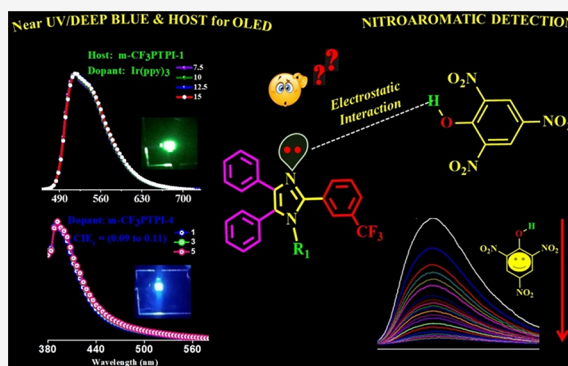 Near UV/DEEP BLUE & HOST for OLED
NITROAROMATIC DETECTION
Host: m-CF3PTPI-1
Dopant: Ir(ppy)3
7.5
10
12.5
15
490 560 630 700
??
Electrostatic
Interaction
H
O
O2N
NO2
O2N
N
N
R1
CF3
Dopant: m-CF3PTPI-4
CIEy = (0.09 to 0.11)
1
3
5
380 440 500 560
Wavelength (nm)
O H
NO2
NO2
NO2